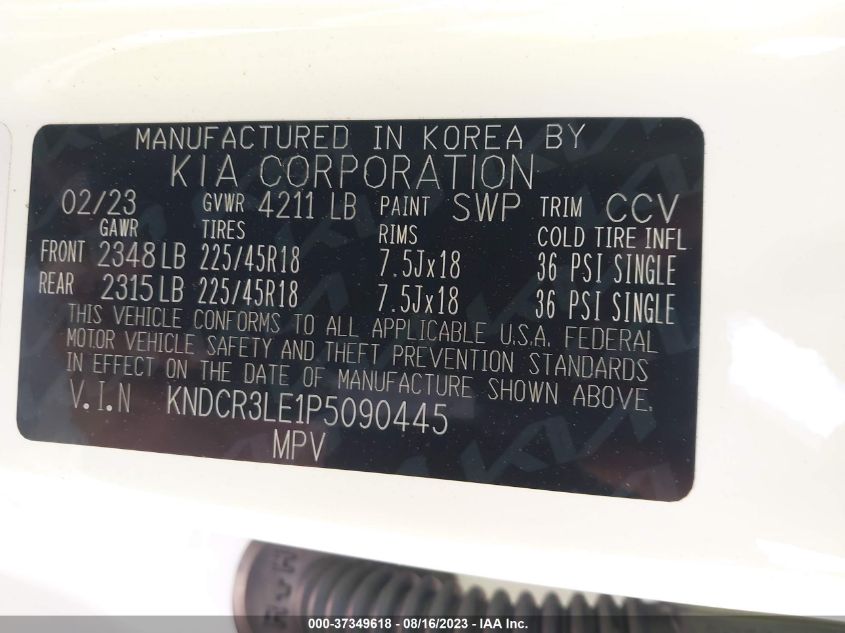 MANUFACTURED IN KOREA BY
KIA CORPORATION
02/23 GVWR 4211 LB PAINT SWP TRIM CCV
GAWR TIRES RIMS COLD TIRE INFL
FRONT 2348 LB 225/45R18 7.5Jx18 36 PSI SINGLE
REAR 2315 LB 225/45R18 7.5Jx18 36 PSI SINGLE
THIS VEHICLE CONFORMS TO ALL APPLICABLE U.S.A. FEDERAL
MOTOR VEHICLE SAFETY AND THEFT PREVENTION STANDARDS
IN EFFECT ON THE DATE OF MANUFACTURE SHOWN ABOVE.
V.I.N KNDCR3LE1P5090445
MPV
000-37349618 - 08/16/2023 - IAA Inc.